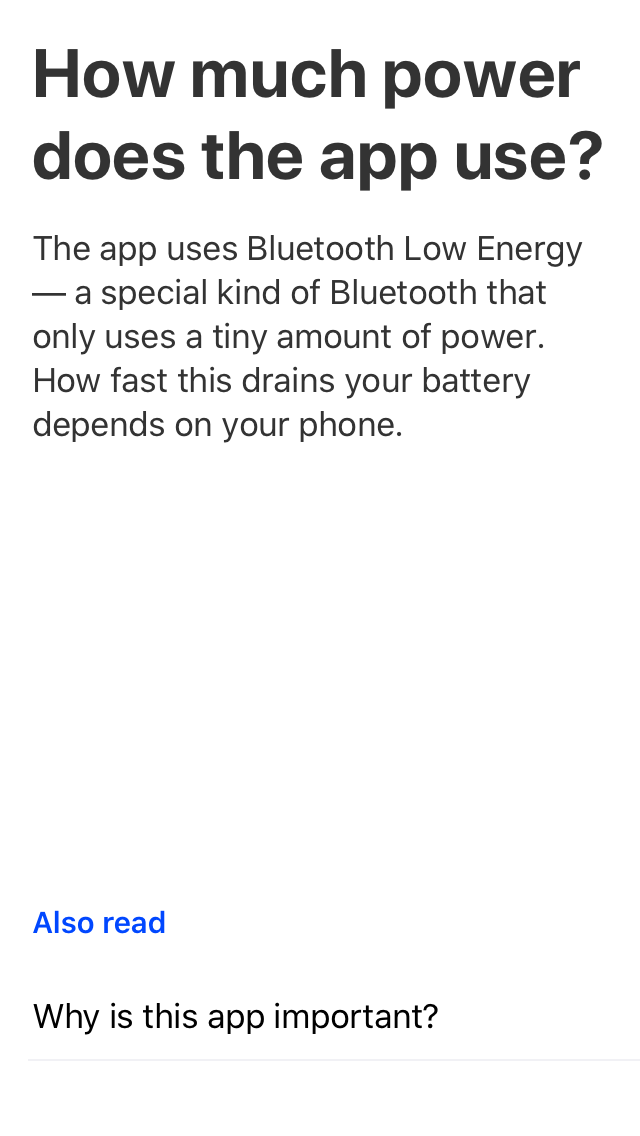 How much power
does the app use?
The app uses Bluetooth Low Energy
— a special kind of Bluetooth that
only uses a tiny amount of power.
How fast this drains your battery
depends on your phone.
Also read
Why is this app important?